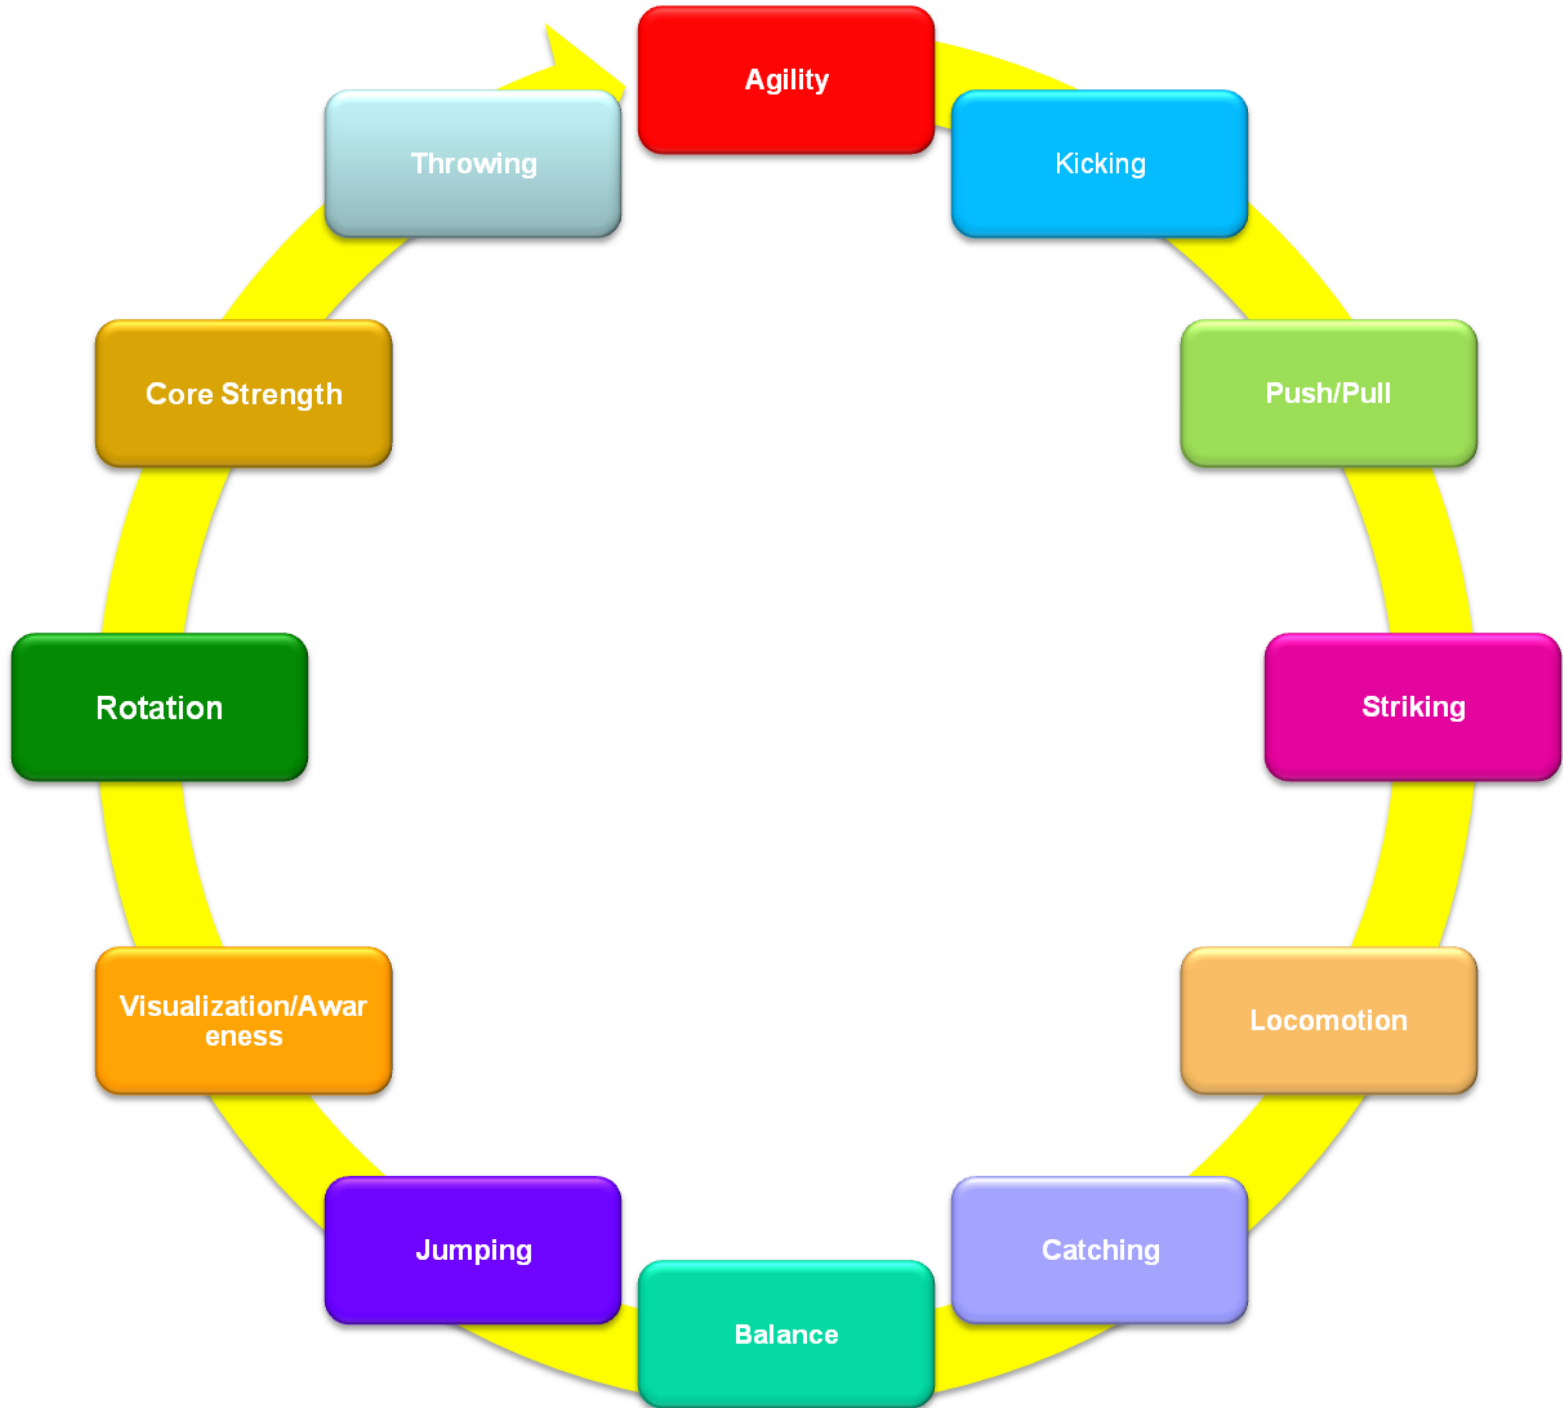 Agility
Kicking
Push/Pull
Striking
Locomotion
Catching
Balance
Jumping
Visualization/Awar
eness
Rotation
Core Strength
Throwing